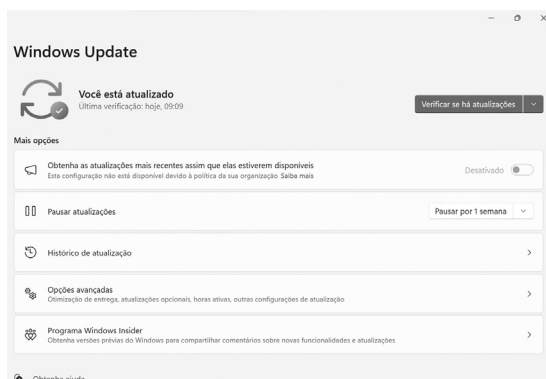 Windows Update
Você está atualizado
Última verificação: hoje, 09:09
Verificar se há atualizações
Mais opções
Obtenha as atualizações mais recentes assim que elas estiverem disponíveis
Esta configuração não está disponível devido à política da sua organização Saiba mais
Desativado
Pausar atualizações
Pausar por 1 semana
Histórico de atualização
Opções avançadas
Otimização de entrega, atualizações opcionais, horas ativas, outras configurações de atualização
Programa Windows Insider
Obtenha versões prévias do Windows para compartilhar comentários sobre novas funcionalidades e atualizações
Obtenha ajuda